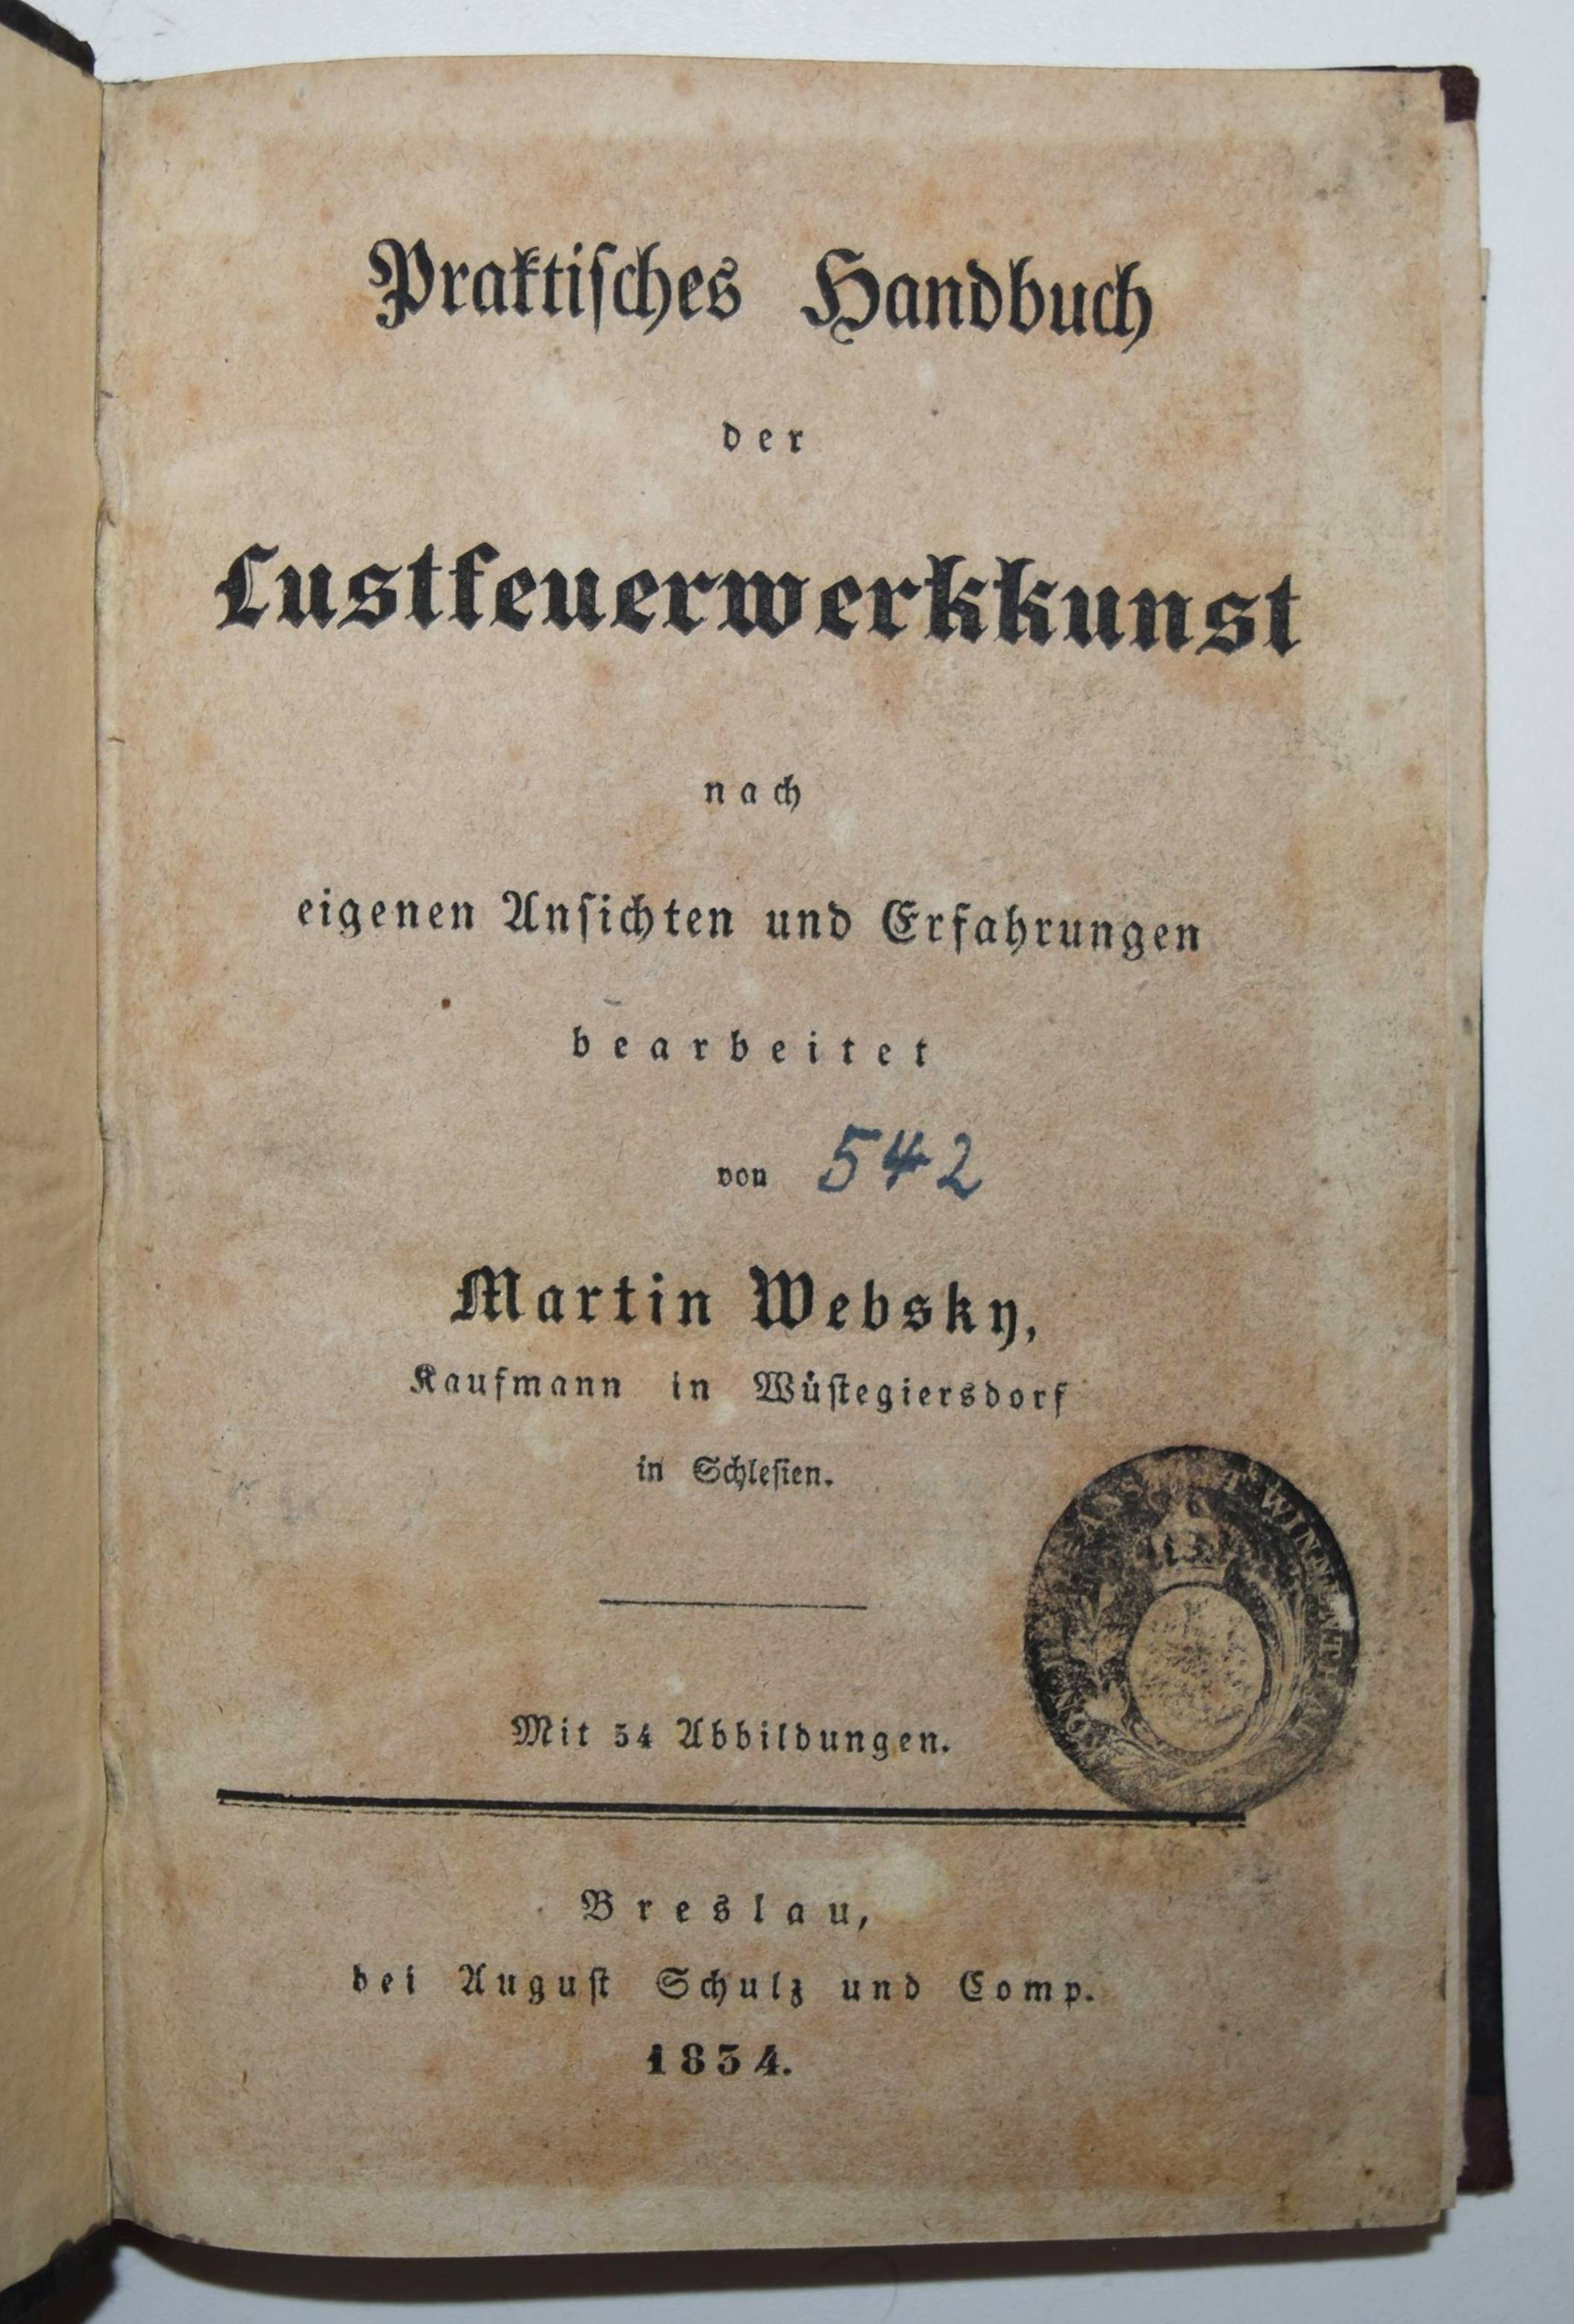 Praktiſches Handbuch
der
Lustfeuerwerkkunst
nach
eigenen Anſichten und Erfahrungen
bearbeitet
von 542
Martin Websky,
Kaufmann in Wüſtegiersdorf
in Schleſien.
Mit 34 Abbildungen.
Breslau,
bei Auguſt Schulz und Comp.
1834.